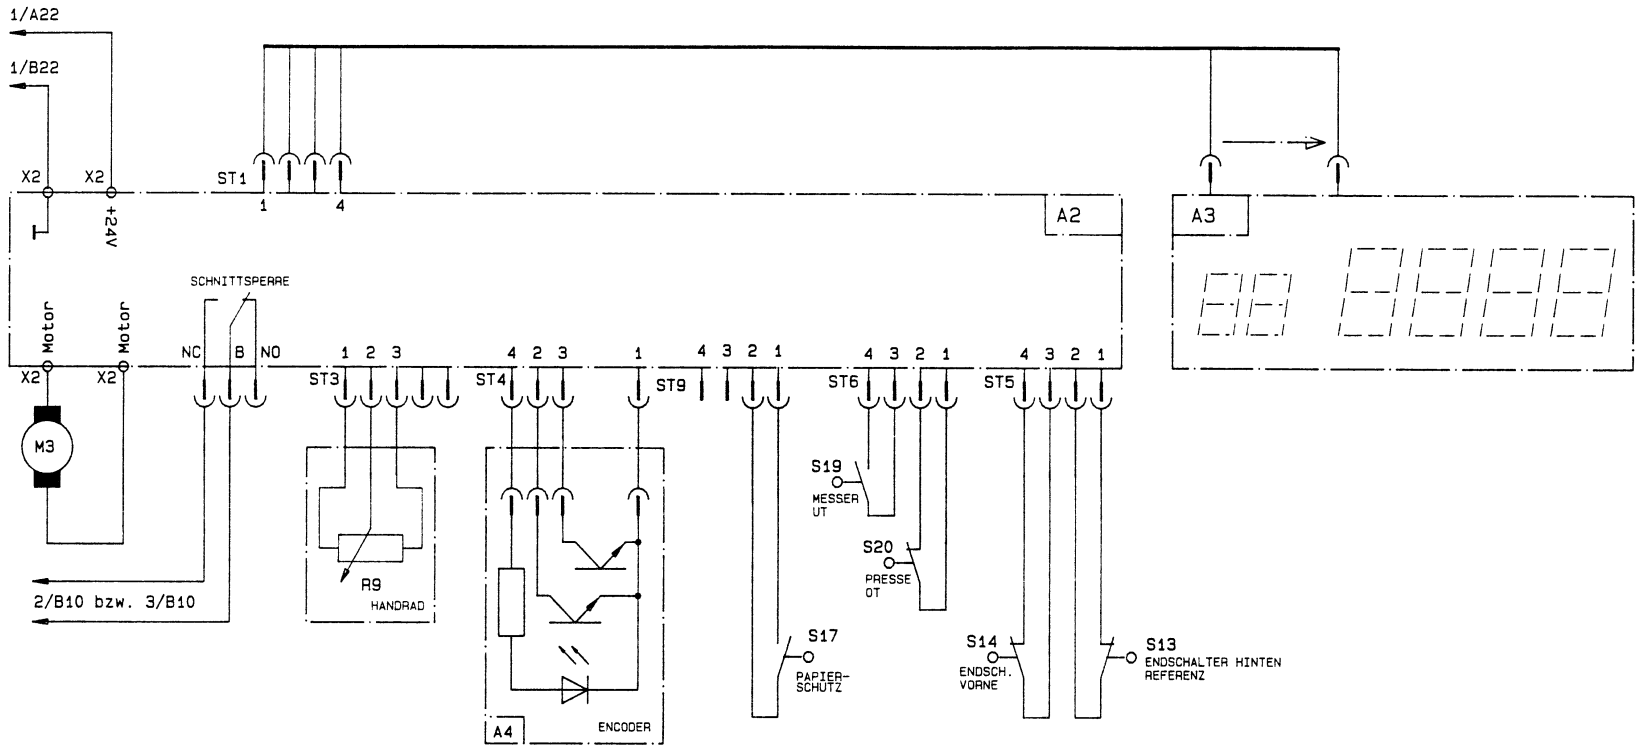 1/A22
1/B22
X2
X2
ST1
1
4
A2
A3
+24V
SCHNITTSPERRE
Motor
Motor
NC
B
NO
1
2
3
4
2
3
1
4
3
2
1
4
3
2
1
4
3
2
1
X2
X2
ST3
ST4
ST9
ST6
ST5
M3
S19
MESSER
UT
S20
PRESSE
OT
R9
HANDRAD
2/B10 bzw. 3/B10
S17
PAPIER-
SCHUTZ
S14
ENDSCH.
VORNE
S13
ENDSCHALTER HINTEN
REFERENZ
A4
ENCODER